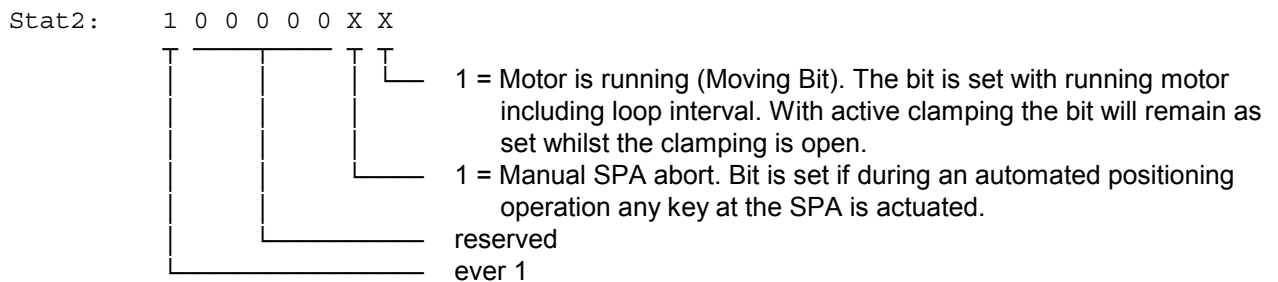 Stat2: 1 0 0 0 0 0 X X
1 = Motor is running (Moving Bit). The bit is set with running motor
including loop interval. With active clamping the bit will remain as
set whilst the clamping is open.
1 = Manual SPA abort. Bit is set if during an automated positioning
operation any key at the SPA is actuated.
reserved
ever 1